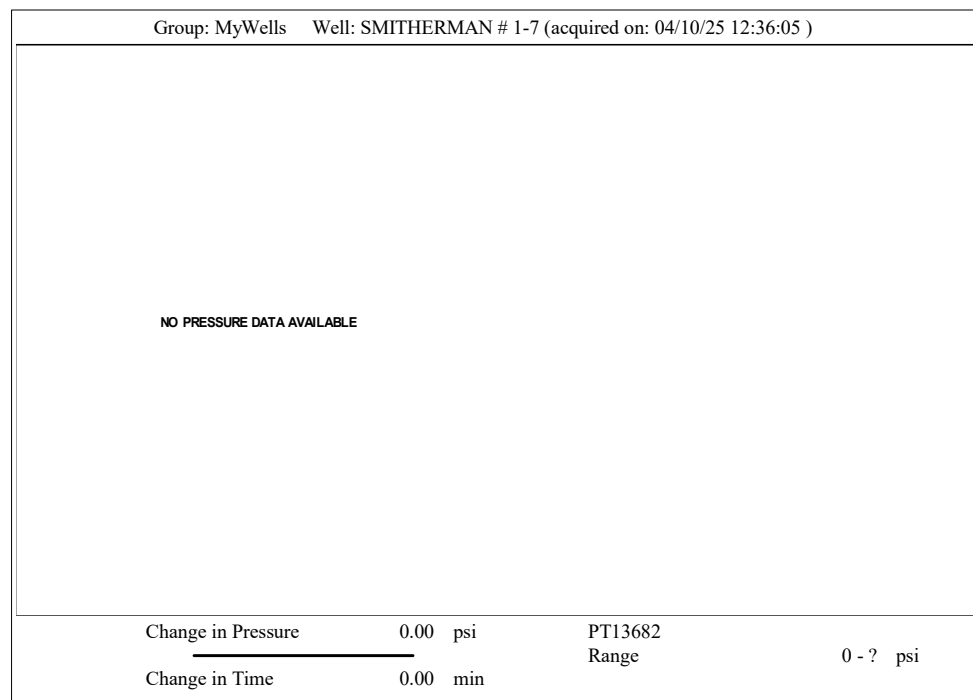 Group: MyWells Well: SMITHERMAN # 1-7 (acquired on: 04/10/25 12:36:05 )
NO PRESSURE DATA AVAILABLE
Change in Pressure 0.00 psi PT13682
Range 0 - ? psi
Change in Time 0.00 min